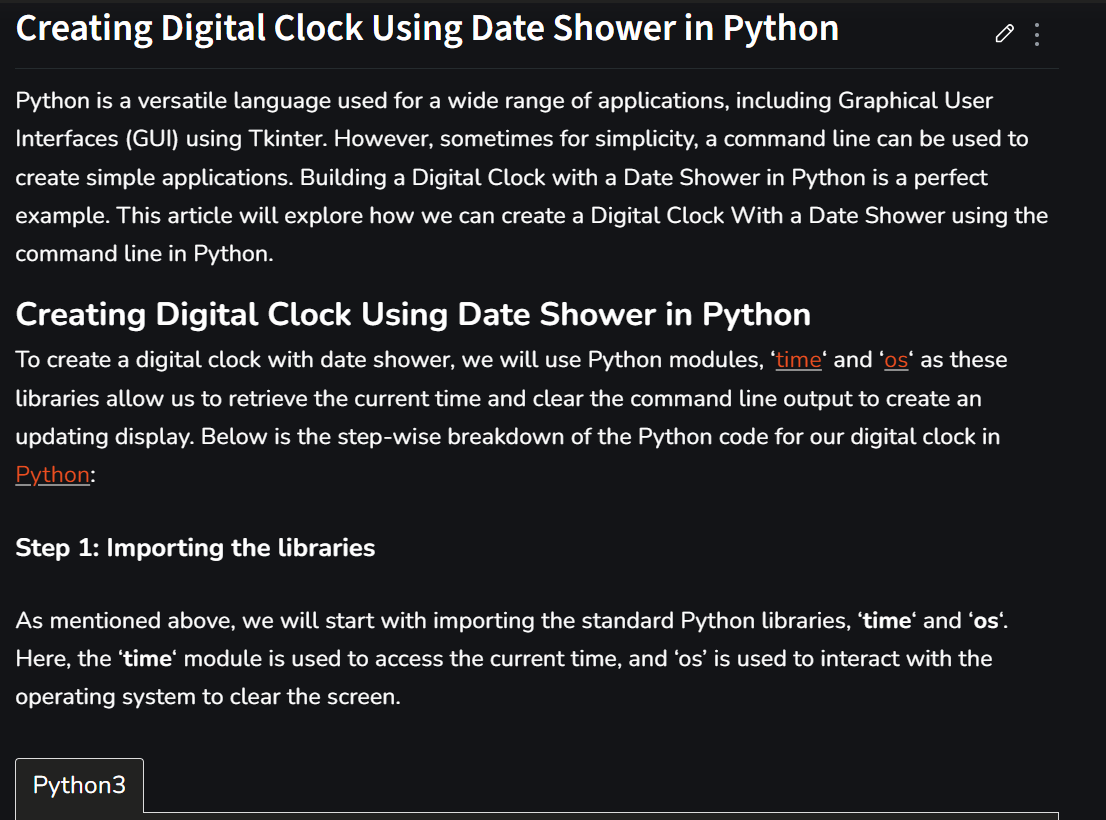 Creating Digital Clock Using Date Shower in Python
Python is a versatile language used for a wide range of applications, including Graphical User
Interfaces (GUI) using Tkinter. However, sometimes for simplicity, a command line can be used to
create simple applications. Building a Digital Clock with a Date Shower in Python is a perfect
example. This article will explore how we can create a Digital Clock With a Date Shower using the
command line in Python.
Creating Digital Clock Using Date Shower in Python
To create a digital clock with date shower, we will use Python modules, ‘time‘ and ‘os‘ as these
libraries allow us to retrieve the current time and clear the command line output to create an
updating display. Below is the step-wise breakdown of the Python code for our digital clock in
Python:
Step 1: Importing the libraries
As mentioned above, we will start with importing the standard Python libraries, ‘time‘ and ‘os‘.
Here, the ‘time‘ module is used to access the current time, and ‘os’ is used to interact with the
operating system to clear the screen.
Python3